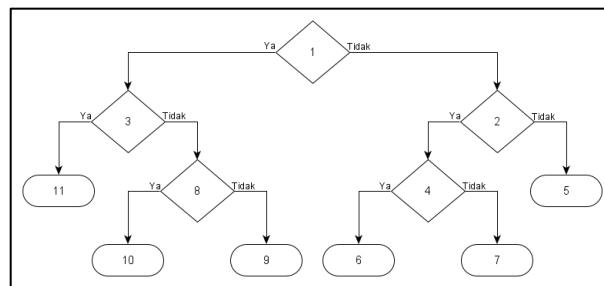 Ya 1 Tidak
Ya 3 Tidak Ya 2 Tidak
11 Ya 8 Tidak Ya 4 Tidak 5
10 9 6 7